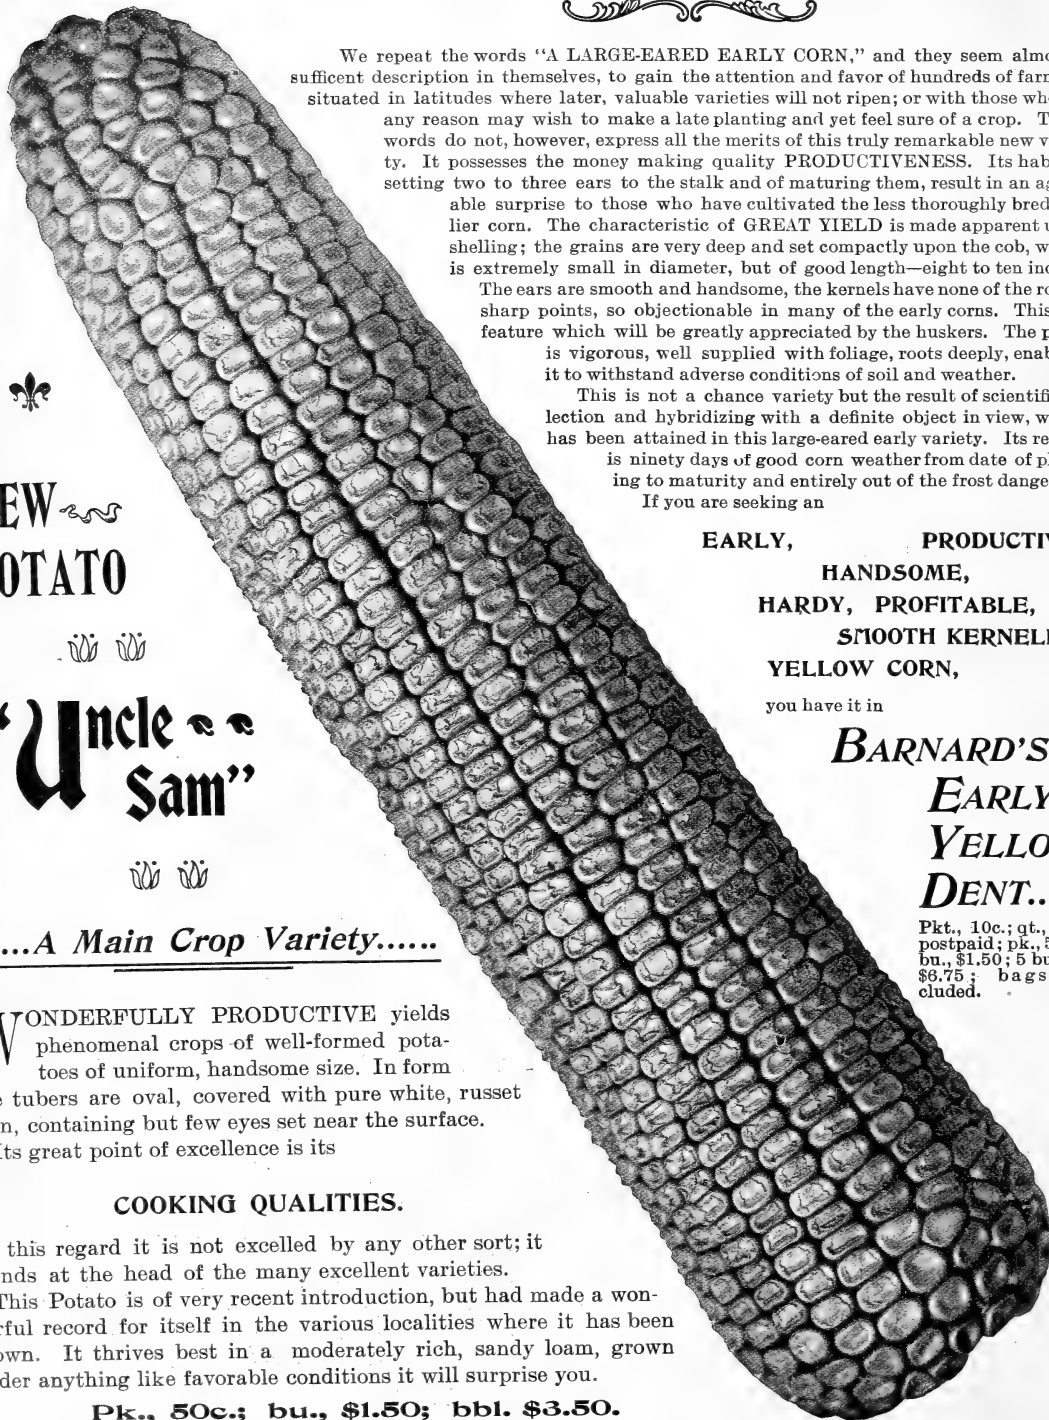 We repeat the words “A LARGE-EARED EARLY CORN,” and they seem almo
sufficent description in themselves, to gain the attention and favor of hundreds of farm
situated in latitudes where later, valuable varieties will not ripen; or with those wh
any reason may wish to make a late planting and yet feel sure of a crop. T
words do not, however, express all the merits of this truly remarkable new v
ty. It possesses the money making quality PRODUCTIVENESS. Its hab
setting two to three ears to the stalk and of maturing them, result in an ag
able surprise to those who have cultivated the less thoroughly bred
lier corn. The characteristic of GREAT YIELD is made apparent u
shelling; the grains are very deep and set compactly upon the cob, w
is extremely small in diameter, but of good length—eight to ten inc
The ears are smooth and handsome, the kernels have none of the ro
sharp points, so objectionable in many of the early corns. This
feature which will be greatly appreciated by the huskers. The p
is vigorous, well supplied with foliage, roots deeply, enab
it to withstand adverse conditions of soil and weather.
This is not a chance variety but the result of scientifi
lection and hybridizing with a definite object in view, w
has been attained in this large-eared early variety. Its re
is ninety days of good corn weather from date of pl
ing to maturity and entirely out of the frost dange
If you are seeking an
EARLY, PRODUCTIV
HANDSOME,
HARDY, PROFITABLE,
SMOOTH KERNEL
YELLOW CORN,
you have it in
BARNARD'S
EARLY
YELLO
DENT..
Pkt., 10c.; qt.,
postpaid; pk., 5
bu., $1.50; 5 bu
$6.75; bags
cluded.
EW
OTATO
“Uncle
Sam”
...A Main Crop Variety......
WONDERFULLY PRODUCTIVE yields
phenomenal crops of well-formed pota-
toes of uniform, handsome size. In form
e tubers are oval, covered with pure white, russet
n, containing but few eyes set near the surface.
Its great point of excellence is its
COOKING QUALITIES.
this regard it is not excelled by any other sort; it
nds at the head of the many excellent varieties.
This Potato is of very recent introduction, but had made a won-
rful record for itself in the various localities where it has been
own. It thrives best in a moderately rich, sandy loam, grown
der anything like favorable conditions it will surprise you.
Pk., 50c.; bu., $1.50; bbl. $3.50.